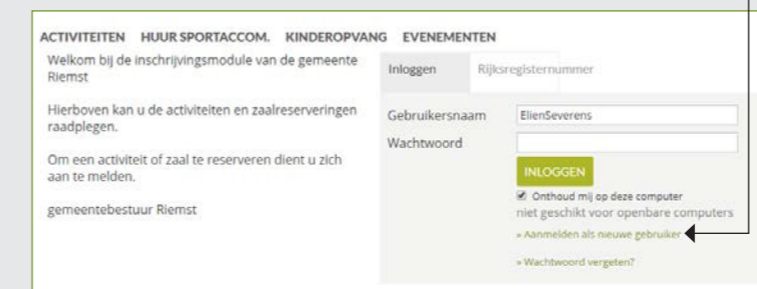 ACTIVITEITEN HUUR SPORTACCOM. KINDEROPVANG EVENEMENTEN
Welkom bij de inschrijvingsmodule van de gemeente
Riemst
Hierboven kan u de activiteiten en zaalreserveringen
raadplegen.
Om een activiteit of zaal te reserveren dient u zich
aan te melden.
gemeentebestuur Riemst
Inloggen Rijksregisternummer
Gebruikersnaam ElienSeverens
Wachtwoord
INLOGGEN
Onthoud mij op deze computer
niet geschikt voor openbare computers
» Aanmelden als nieuwe gebruiker
» Wachtwoord vergeten?